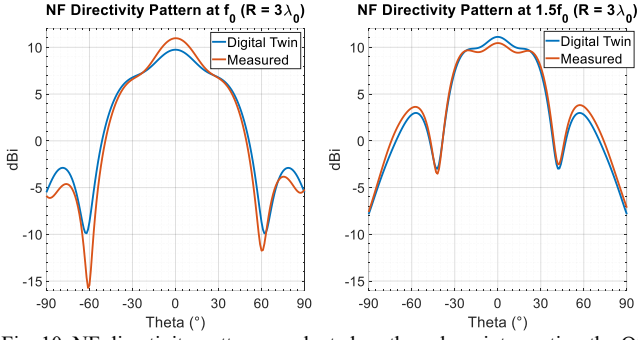 NF Directivity Pattern at f0 (R = 3λ0)
dBi
10
5
0
-5
-10
-15
Digital Twin
Measured
-90 -60 -30 0 30 60 90
Theta (°)
NF Directivity Pattern at 1.5f0 (R = 3λ0)
dBi
10
5
0
-5
-10
-15
Digital Twin
Measured
-90 -60 -30 0 30 60 90
Theta (°)